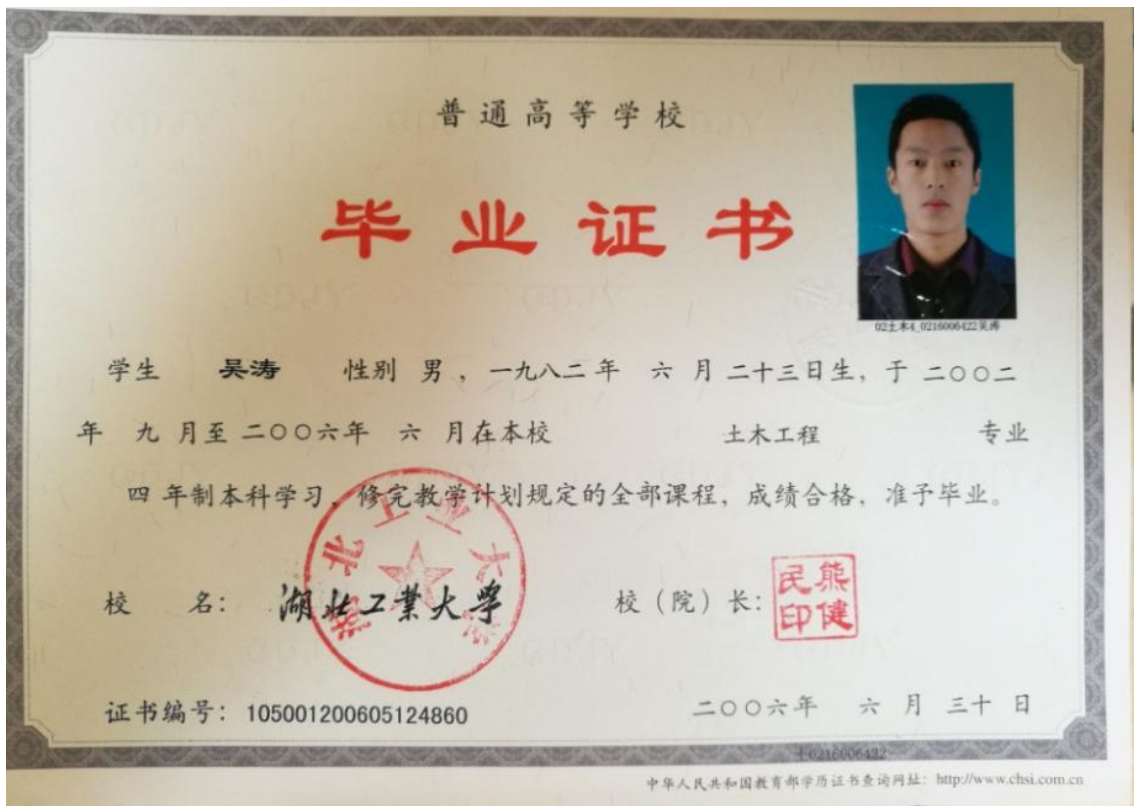 普通高等学校
毕业证书
02土木4_0216006422吴涛
学生 吴涛 性别 男，一九八二年 六 月 二十三日生，于 二〇〇二
年 九 月至 二〇〇六年 六 月在本校 土木工程 专业
四 年制本科学习，修完教学计划规定的全部课程，成绩合格，准予毕业。
湖北工业大学
校 名： 湖北工業大學 校（院）长： 熊健民印
证书编号：105001200605124860 二〇〇六年 六 月 三十 日
0216006422
中华人民共和国教育部学历证书查询网址：http://www.chsi.com.cn